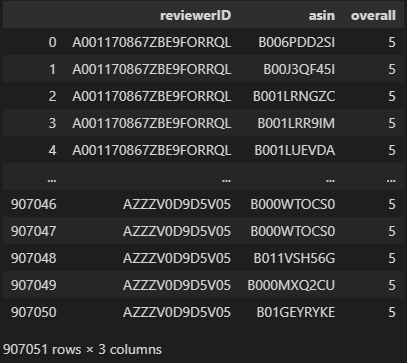 reviewerID asin overall
0 A001170867ZBE9FORRQL B006PDD2SI 5
1 A001170867ZBE9FORRQL B00J3QF45I 5
2 A001170867ZBE9FORRQL B001LRNGZC 5
3 A001170867ZBE9FORRQL B001LRR9IM 5
4 A001170867ZBE9FORRQL B001LUEVDA 5
... ... ... ...
907046 AZZZV0D9D5V05 B000WTOCS0 5
907047 AZZZV0D9D5V05 B000WTOCS0 5
907048 AZZZV0D9D5V05 B011VSH56G 5
907049 AZZZV0D9D5V05 B000MXQ2CU 5
907050 AZZZV0D9D5V05 B01GEYRYKE 5
907051 rows × 3 columns